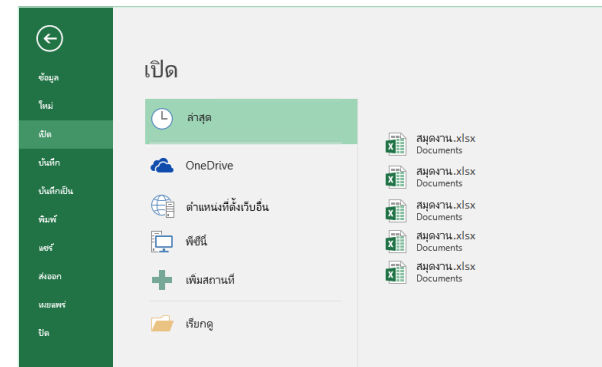 ข้อมูล
ใหม่
เปิด
บันทึก
บันทึกเป็น
พิมพ์
แชร์
ส่งออก
เผยแพร่
ปิด
เปิด
ล่าสุด
OneDrive
ตำแหน่งที่ตั้งเว็บอื่น
พีซีนี้
เพิ่มสถานที่
เรียกดู
สมุดงาน.xlsx
Documents
สมุดงาน.xlsx
Documents
สมุดงาน.xlsx
Documents
สมุดงาน.xlsx
Documents
สมุดงาน.xlsx
Documents